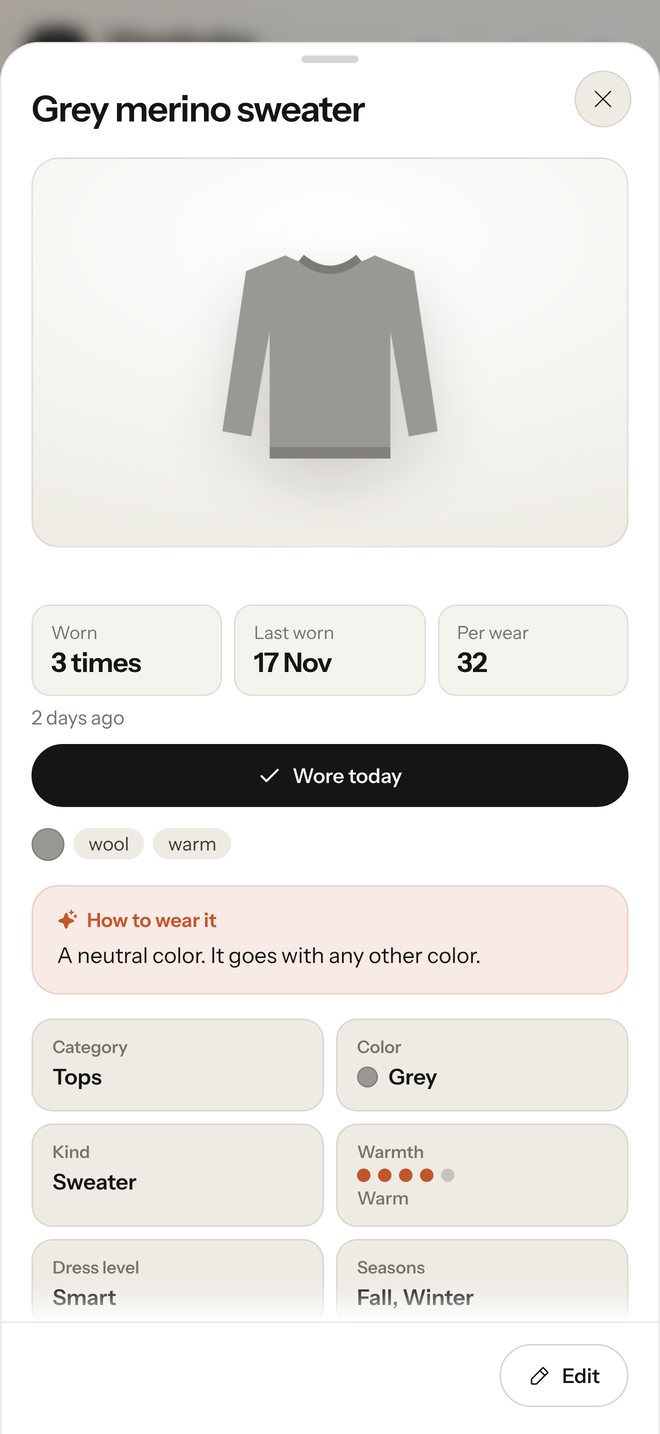 Grey merino sweater
Worn
3 times
Last worn
17 Nov
Per wear
32
2 days ago
Wore today
wool
warm
How to wear it
A neutral color. It goes with any other color.
Category
Tops
Color
Grey
Kind
Sweater
Warmth
Warm
Dress level
Smart
Seasons
Fall, Winter
Edit